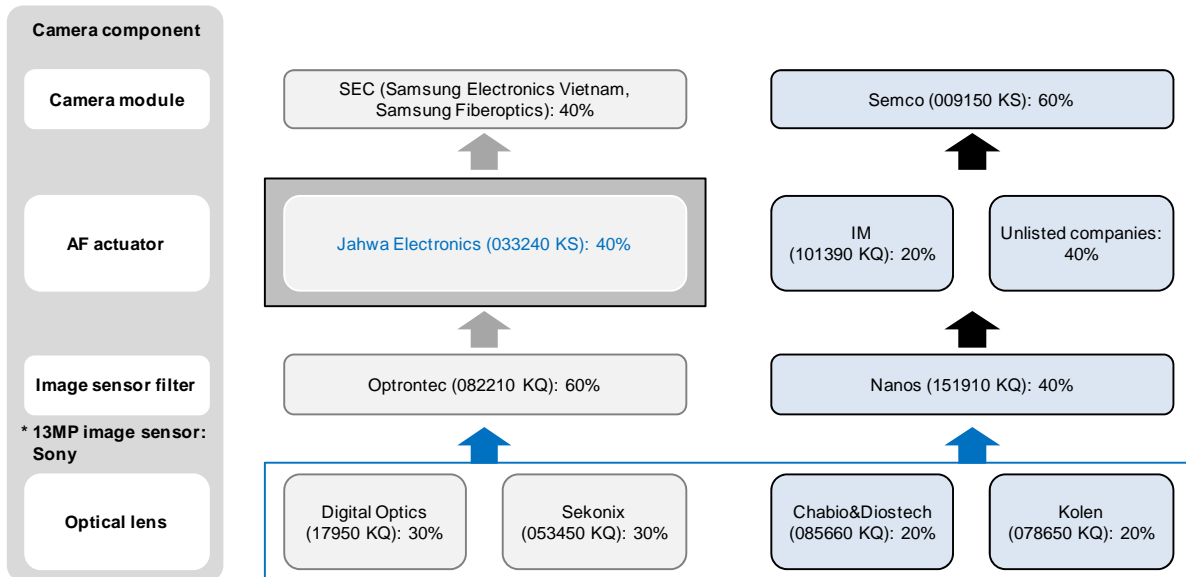 Camera component
Camera module
SEC (Samsung Electronics Vietnam,
Samsung Fiberoptics): 40%
Semco (009150 KS): 60%
AF actuator
Jahwa Electronics (033240 KS): 40%
IM
(101390 KQ): 20%
Unlisted companies:
40%
Image sensor filter
Optrontec (082210 KQ): 60%
Nanos (151910 KQ): 40%
* 13MP image sensor:
Sony
Optical lens
Digital Optics
(17950 KQ): 30%
Sekonix
(053450 KQ): 30%
Chabio&Diostech
(085660 KQ): 20%
Kolen
(078650 KQ): 20%